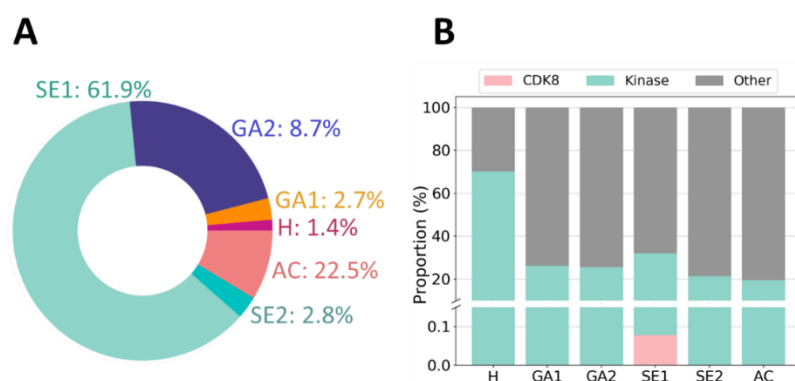 A
SE1: 61.9%
GA2: 8.7%
GA1: 2.7%
H: 1.4%
AC: 22.5%
SE2: 2.8%
B
CDK8 Kinase Other
Proportion (%)
100
80
60
40
20
0.1
0.0
H GA1 GA2 SE1 SE2 AC